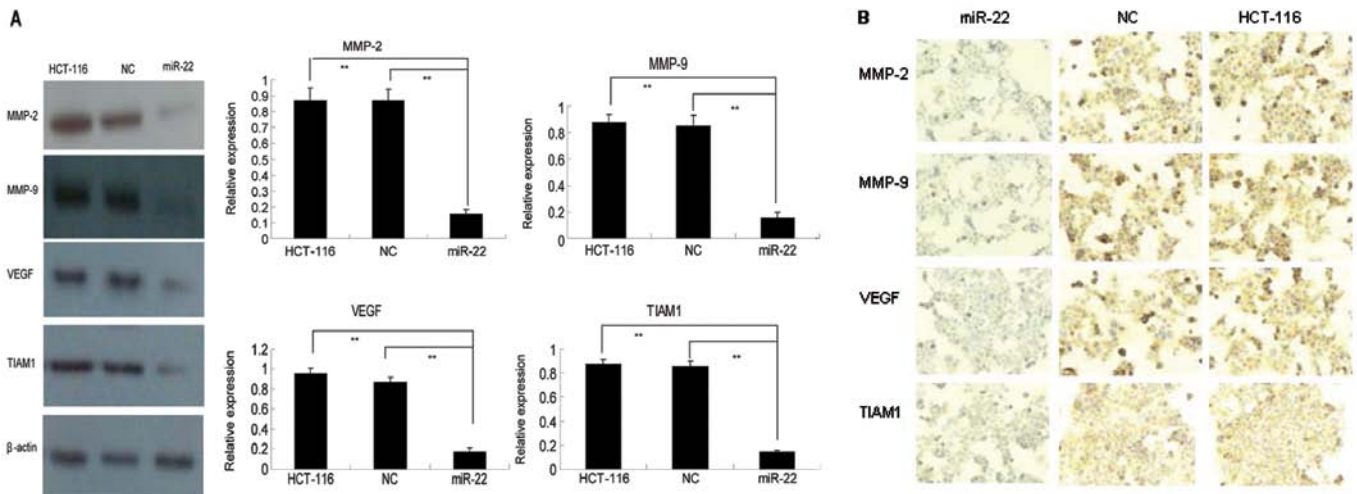 A
HCT-116 NC miR-22
MMP-2
MMP-9
VEGF
TIAM1
β-actin
MMP-2
** **
Relative expression
1
0.9
0.8
0.7
0.6
0.5
0.4
0.3
0.2
0.1
0
HCT-116 NC miR-22
MMP-9
** **
Relative expression
1
0.8
0.6
0.4
0.2
0
HCT-116 NC miR-22
VEGF
** **
Relative expression
1.2
1
0.8
0.6
0.4
0.2
0
HCT-116 NC miR-22
TIAM1
** **
Relative expression
1
0.8
0.6
0.4
0.2
0
HCT-116 NC miR-22
B
miR-22 NC HCT-116
MMP-2
MMP-9
VEGF
TIAM1